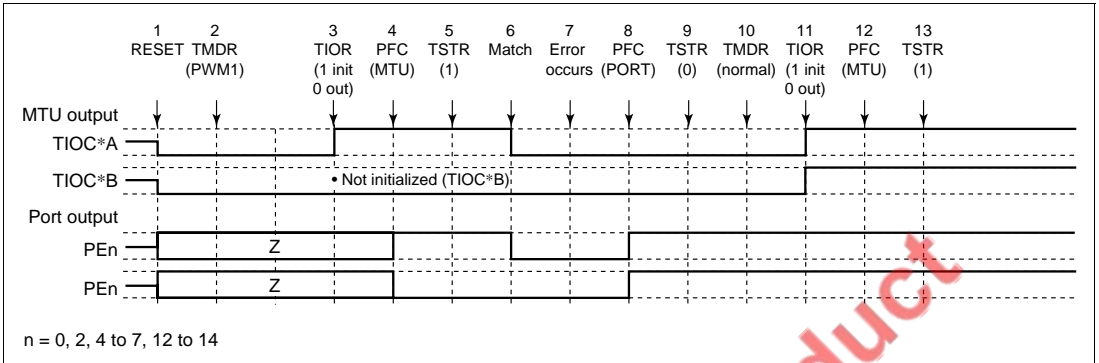 1 2 3 4 5 6 7 8 9 10 11 12 13
RESET TMDR TIOR PFC TSTR Match Error PFC TSTR TMDR TIOR PFC TSTR
(PWM1) (1 init (MTU) (1) occurs (PORT) (0) (normal) (1 init (MTU) (1)
0 out) 0 out)
MTU output
TIOC*A
TIOC*B • Not initialized (TIOC*B)
Port output
PEn Z
PEn Z
n = 0, 2, 4 to 7, 12 to 14
duct